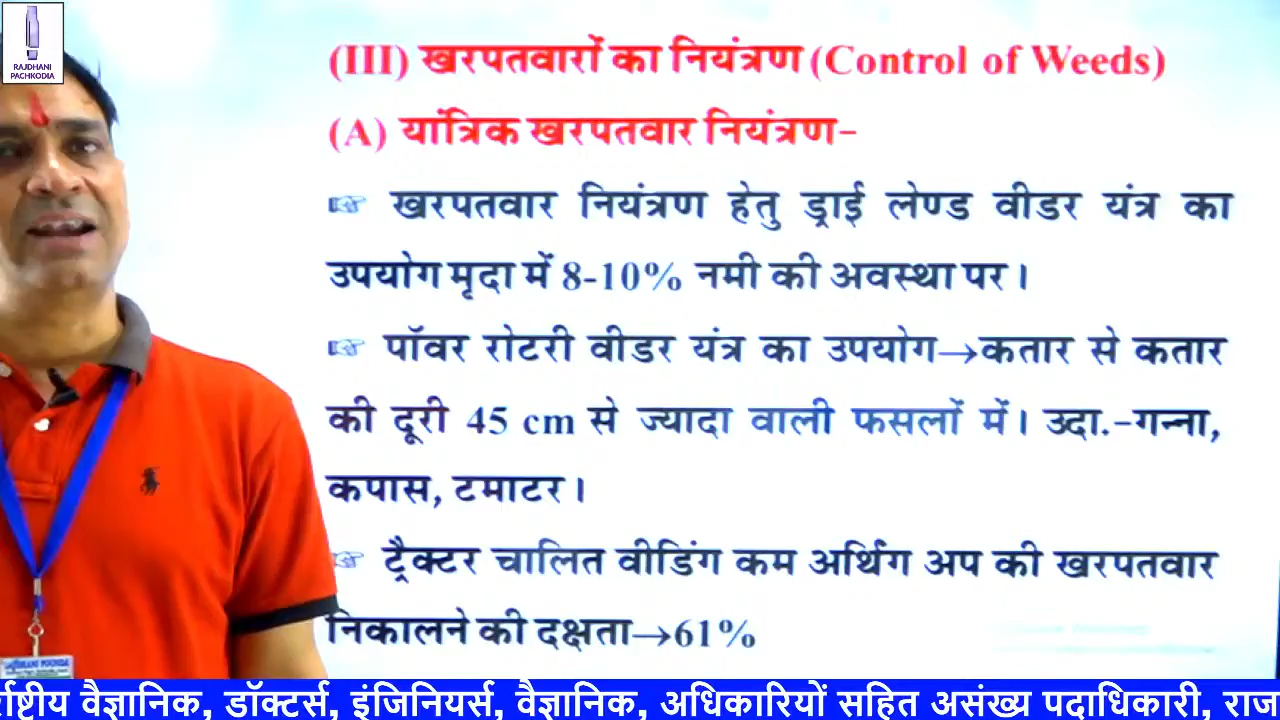 RAJDHANI
PACHKODIA
(III) खरपतवारों का नियंत्रण (Control of Weeds)
(A) यांत्रिक खरपतवार नियंत्रण-
☞ खरपतवार नियंत्रण हेतु ड्राई लेण्ड वीडर यंत्र का
उपयोग मृदा में 8-10% नमी की अवस्था पर।
☞ पॉवर रोटरी वीडर यंत्र का उपयोग→कतार से कतार
की दूरी 45 cm से ज्यादा वाली फसलों में। उदा.-गन्ना,
कपास, टमाटर।
☞ ट्रैक्टर चालित वीडिंग कम अर्थिंग अप की खरपतवार
निकालने की दक्षता→61%
वैज्ञानिक, डॉक्टर्स, इंजिनियर्स, वैज्ञानिक, अधिकारियों सहित असंख्य पदाधिकारी,